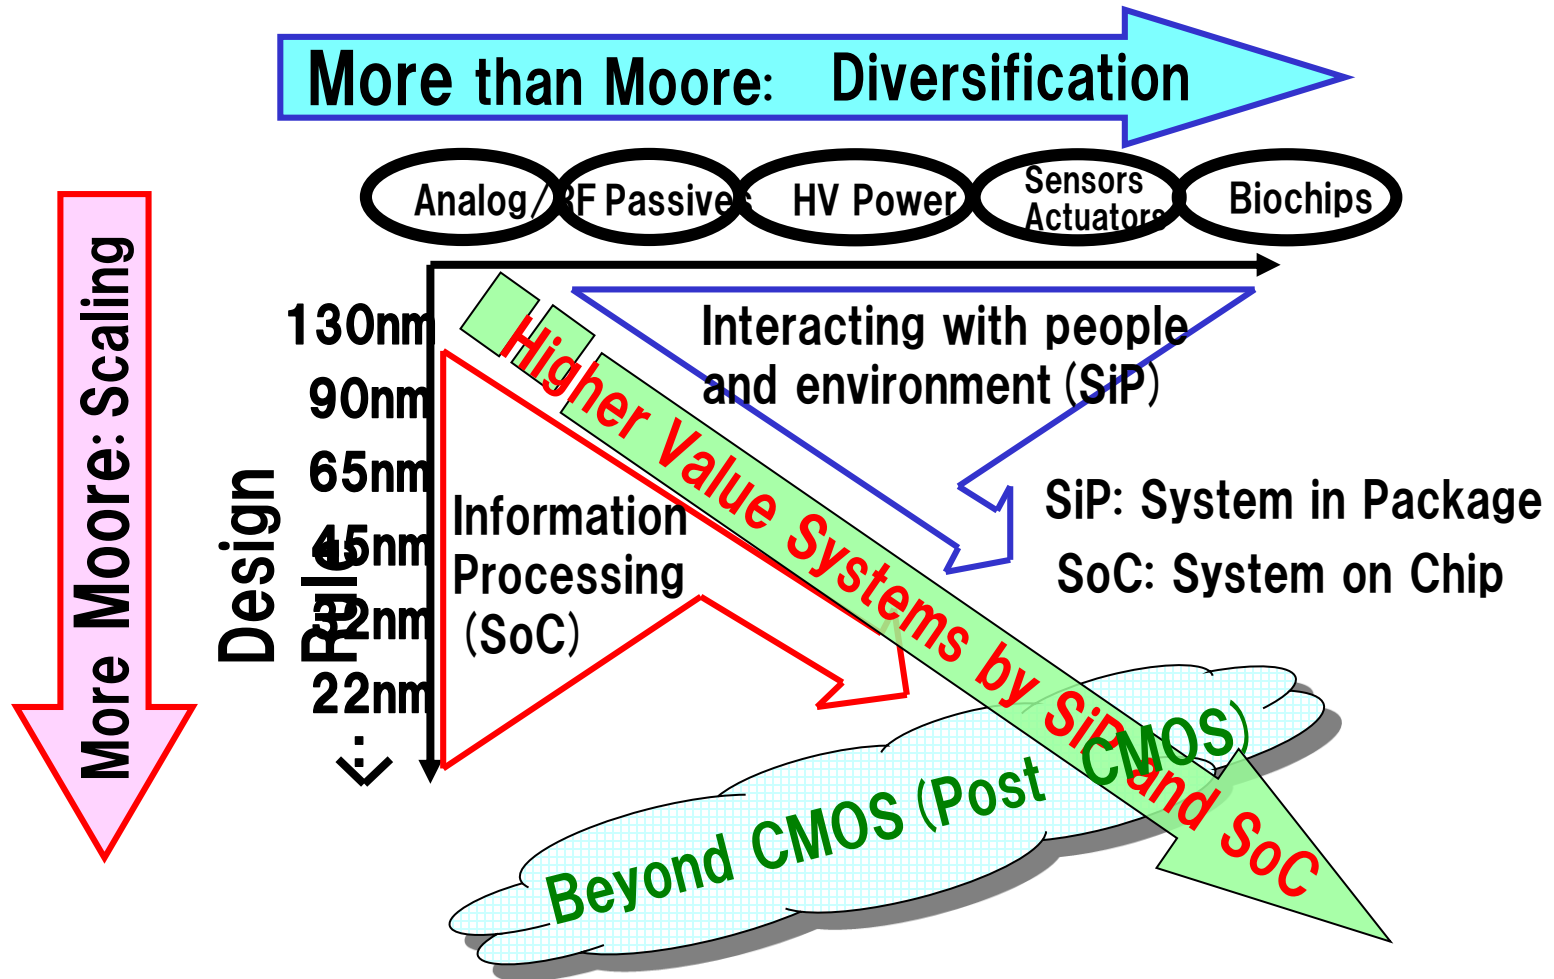 More than Moore: Diversification
Analog/RF
Passives
HV Power
Sensors
Actuators
Biochips
More Moore: Scaling
Design
130nm
90nm
65nm
45nm
32nm
22nm
Interacting with people
and environment (SiP)
Higher Value Systems by SiP and SoC
Information
Processing
(SoC)
SiP: System in Package
SoC: System on Chip
Beyond CMOS (Post CMOS)